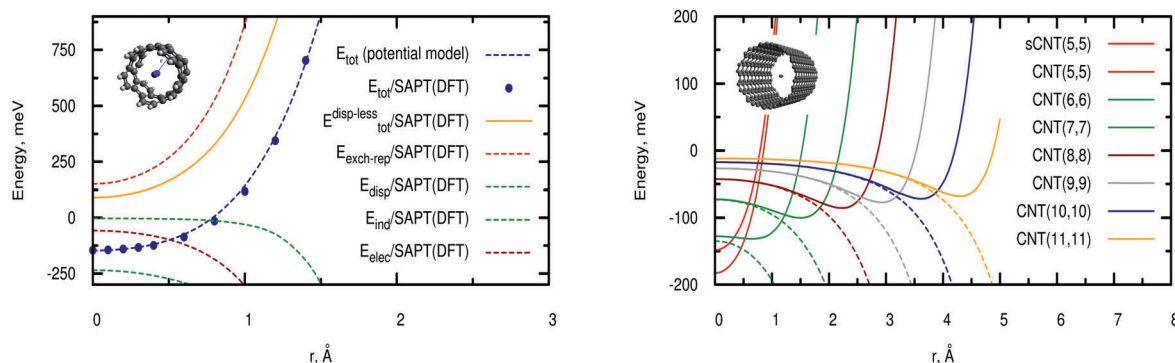 Energy, meV
750
500
250
0
-250
0
1
2
3
r, Å
r
E_tot (potential model)
E_tot/SAPT(DFT)
E^disp-less_tot/SAPT(DFT)
E_exch-rep/SAPT(DFT)
E_disp/SAPT(DFT)
E_ind/SAPT(DFT)
E_elec/SAPT(DFT)
Energy, meV
200
100
50
0
-50
-100
-200
0
1
2
3
4
5
6
7
8
r, Å
sCNT(5,5)
CNT(5,5)
CNT(6,6)
CNT(7,7)
CNT(8,8)
CNT(9,9)
CNT(10,10)
CNT(11,11)